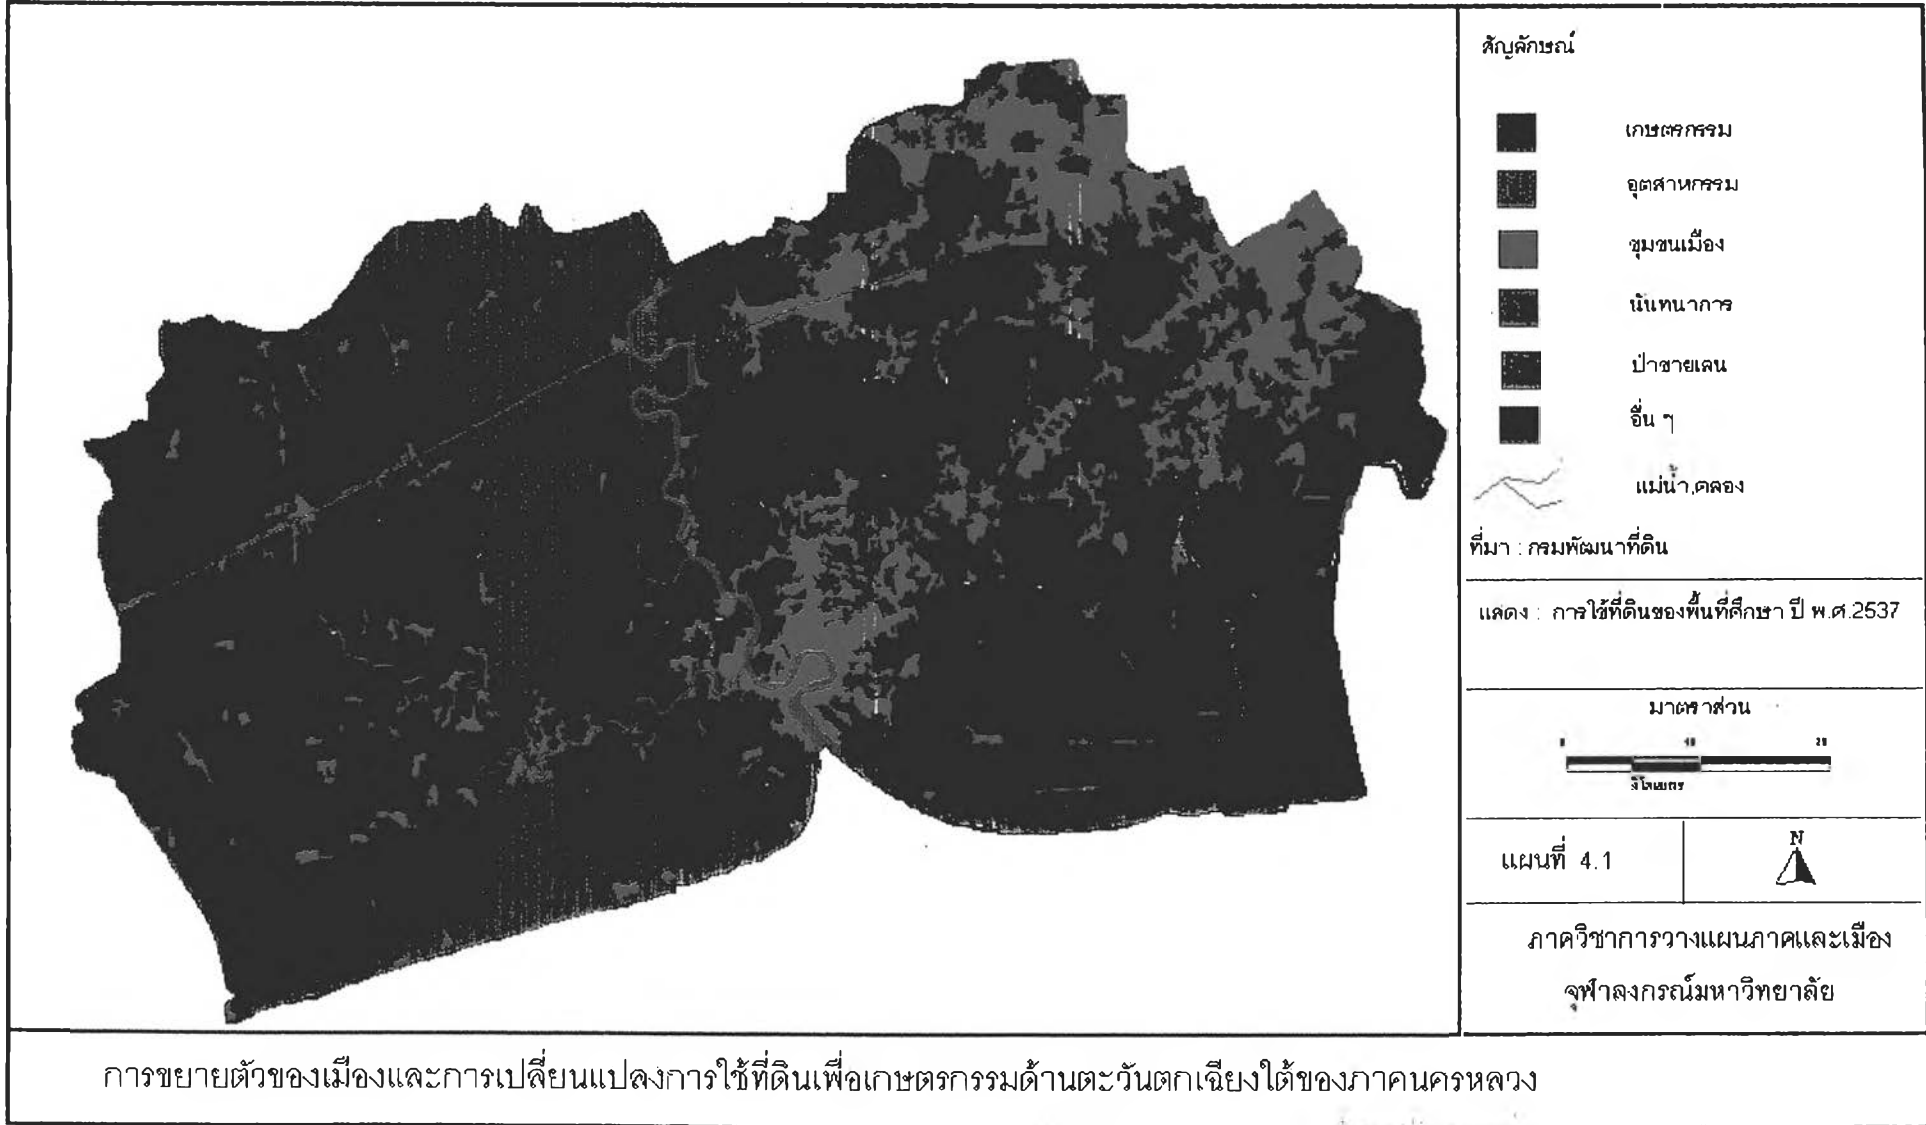 สัญลักษณ์
เกษตรกรรม
อุตสาหกรรม
ชุมชนเมือง
นันทนาการ
ป่าชายเลน
อื่น ๆ
แม่น้ำ,คลอง
ที่มา : กรมพัฒนาที่ดิน
แสดง : การใช้ที่ดินของพื้นที่ศึกษา ปี พ.ศ.2537
มาตราส่วน
0 10 20
กิโลเมตร
แผนที่ 4.1
N
ภาควิชาการวางแผนภาคและเมือง
จุฬาลงกรณ์มหาวิทยาลัย
การขยายตัวของเมืองและการเปลี่ยนแปลงการใช้ที่ดินเพื่อเกษตรกรรมด้านตะวันตกเฉียงใต้ของภาคนครหลวง